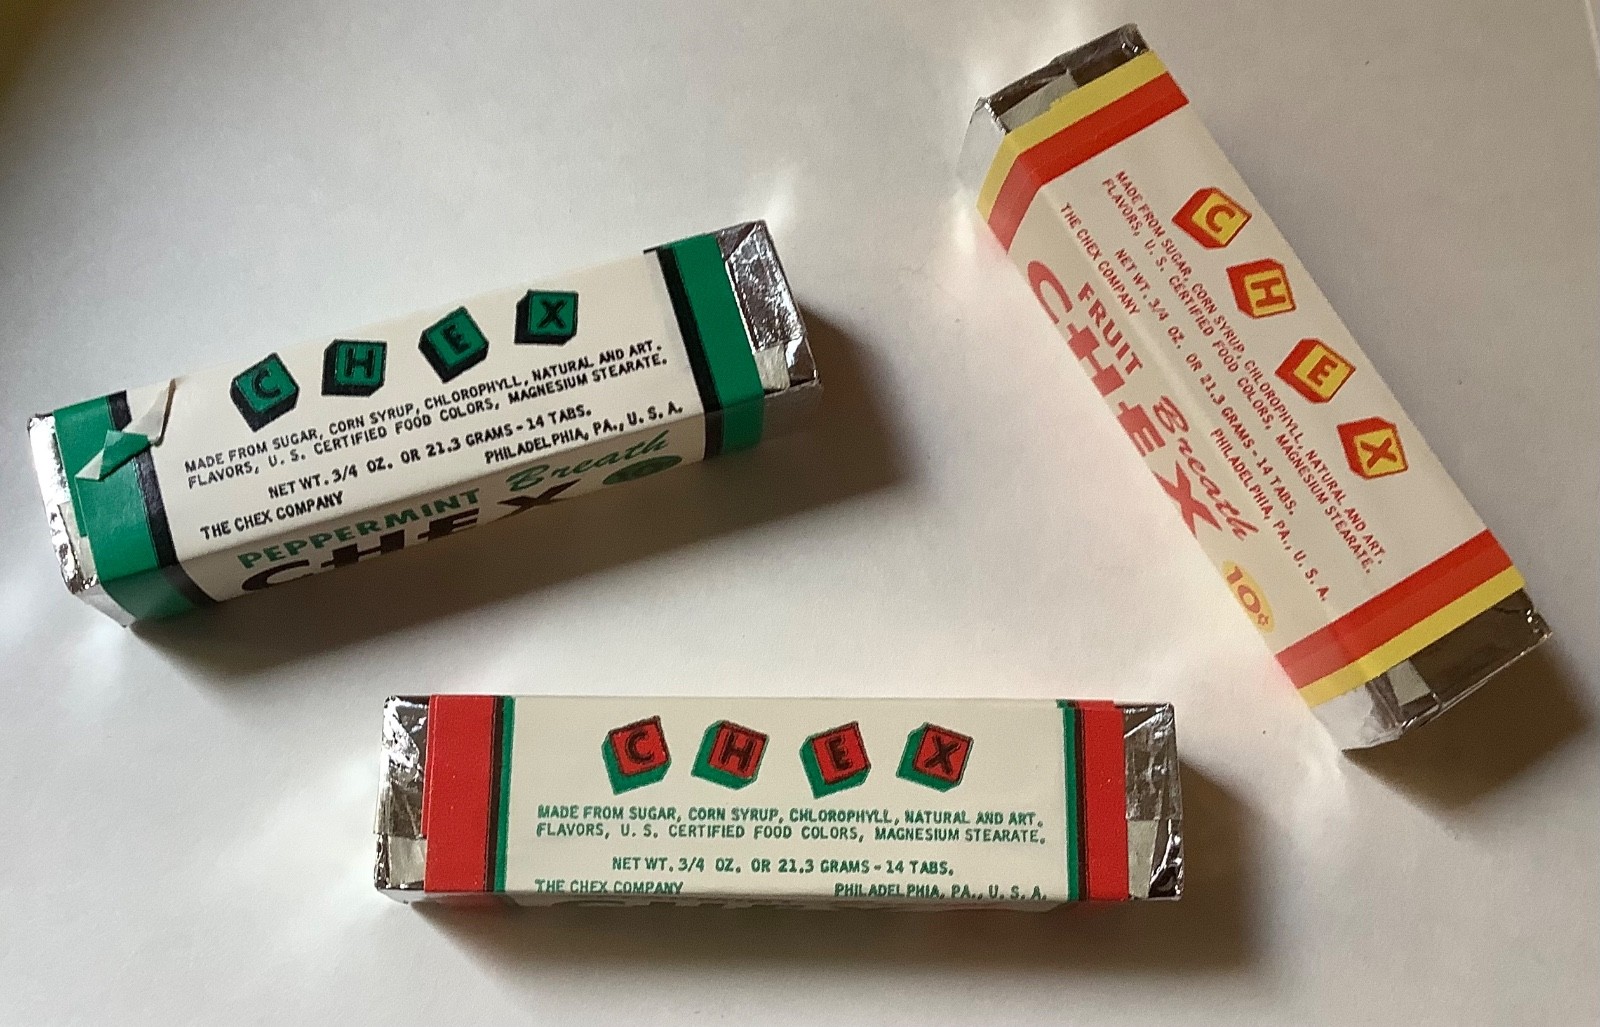 C H E X
MADE FROM SUGAR, CORN SYRUP, CHLOROPHYLL, NATURAL AND ART.
FLAVORS, U. S. CERTIFIED FOOD COLORS, MAGNESIUM STEARATE.
NET WT. 3/4 OZ. OR 21.3 GRAMS - 14 TABS.
THE CHEX COMPANY PHILADELPHIA, PA., U. S. A.
PEPPERMINT Breath
CHEX
C H E X
MADE FROM SUGAR, CORN SYRUP, CHLOROPHYLL, NATURAL AND ART.
FLAVORS, U. S. CERTIFIED FOOD COLORS, MAGNESIUM STEARATE.
NET WT. 3/4 OZ. OR 21.3 GRAMS - 14 TABS.
THE CHEX COMPANY PHILADELPHIA, PA., U. S. A.
FRUIT Breath
CHEX 10¢
C H E X
MADE FROM SUGAR, CORN SYRUP, CHLOROPHYLL, NATURAL AND ART.
FLAVORS, U. S. CERTIFIED FOOD COLORS, MAGNESIUM STEARATE.
NET WT. 3/4 OZ. OR 21.3 GRAMS - 14 TABS.
THE CHEX COMPANY PHILADELPHIA, PA., U. S. A.